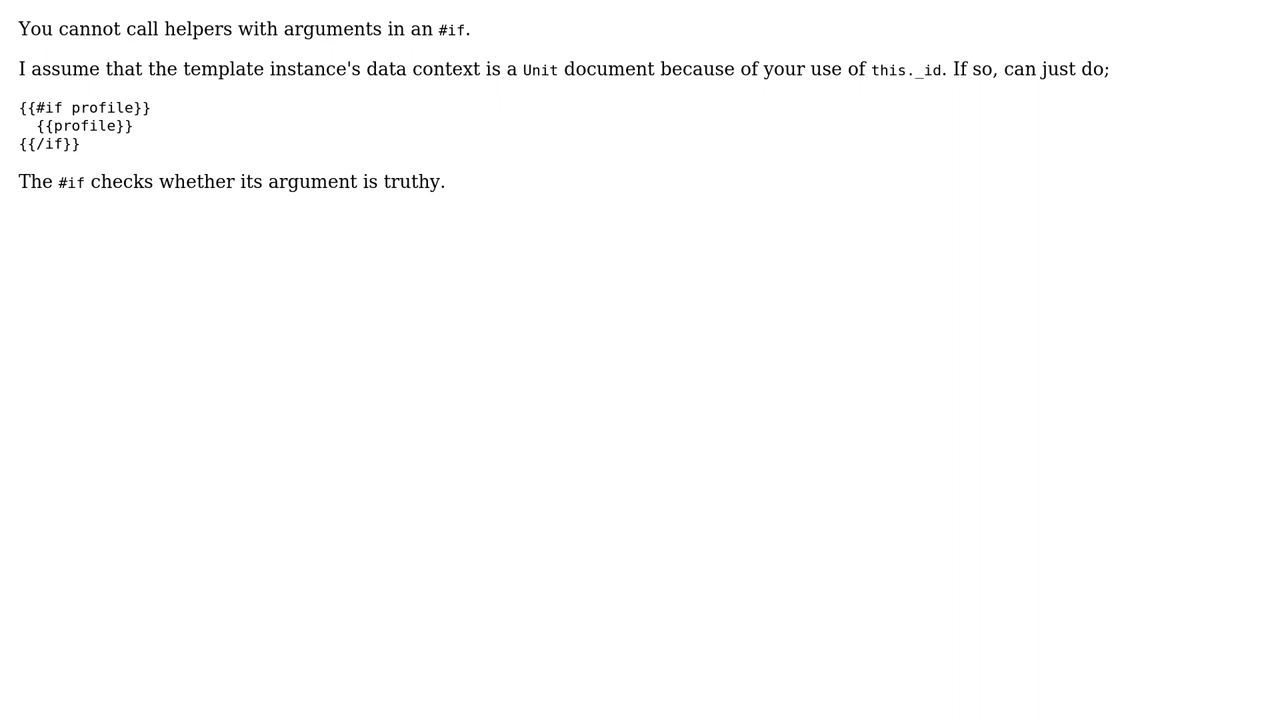 You cannot call helpers with arguments in an #if.
I assume that the template instance's data context is a Unit document because of your use of this._id. If so, can just do;
{{#if profile}}
  {{profile}}
{{/if}}
The #if checks whether its argument is truthy.